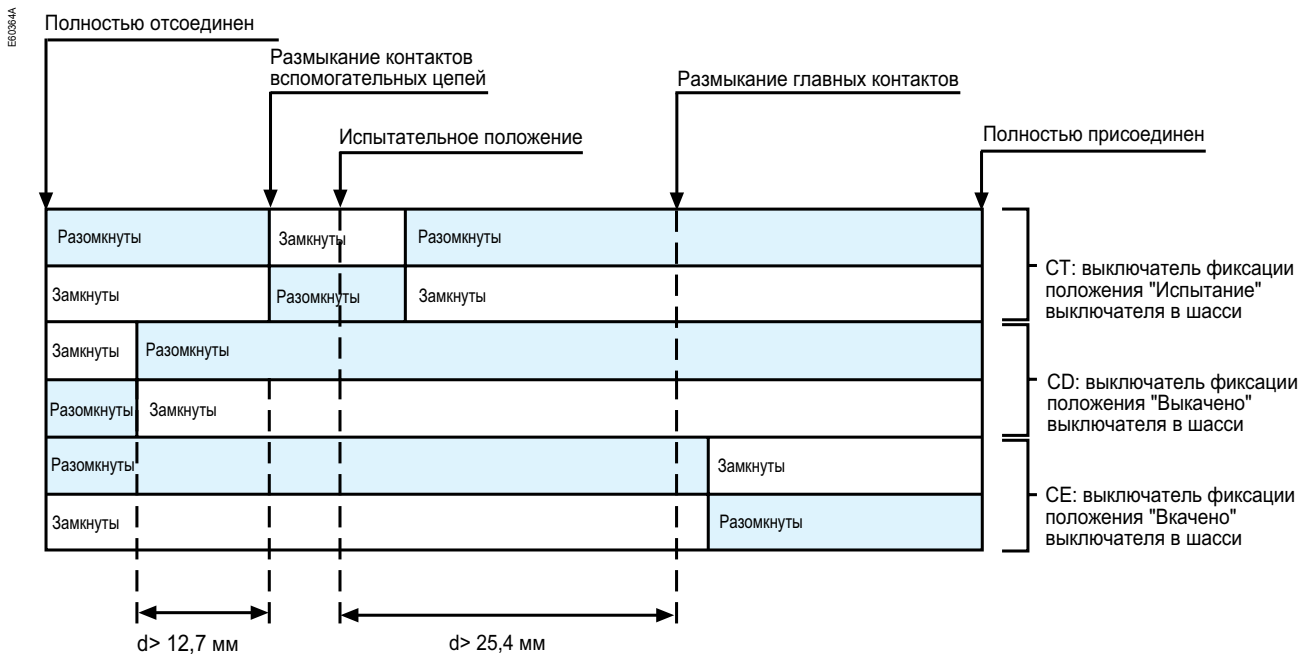 E60364A
Полностью отсоединен
Размыкание контактов
вспомогательных цепей
Размыкание главных контактов
Испытательное положение
Полностью присоединен
Разомкнуты
Замкнуты
Разомкнуты
Замкнуты
Разомкнуты
Замкнуты
CT: выключатель фиксации
положения "Испытание"
выключателя в шасси
Замкнуты
Разомкнуты
Разомкнуты
Замкнуты
CD: выключатель фиксации
положения "Выкачено"
выключателя в шасси
Разомкнуты
Замкнуты
Замкнуты
Разомкнуты
CE: выключатель фиксации
положения "Вкачено"
выключателя в шасси
d> 12,7 мм
d> 25,4 мм